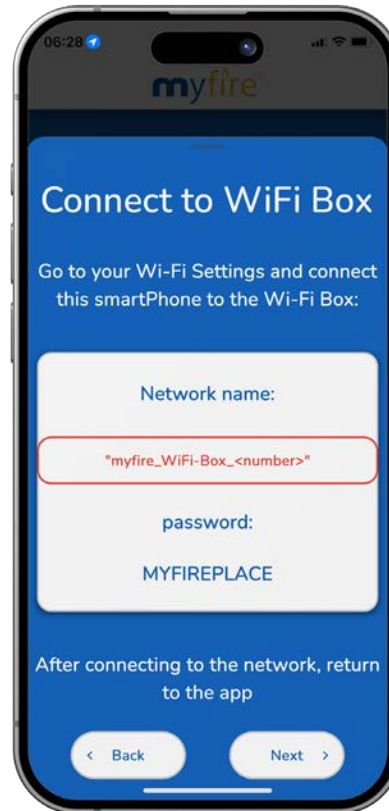 06:28
myfire
Connect to WiFi Box
Go to your Wi-Fi Settings and connect
this smartPhone to the Wi-Fi Box:
Network name:
"myfire_WiFi-Box_<number>"
password:
MYFIREPLACE
After connecting to the network, return
to the app
< Back
Next >